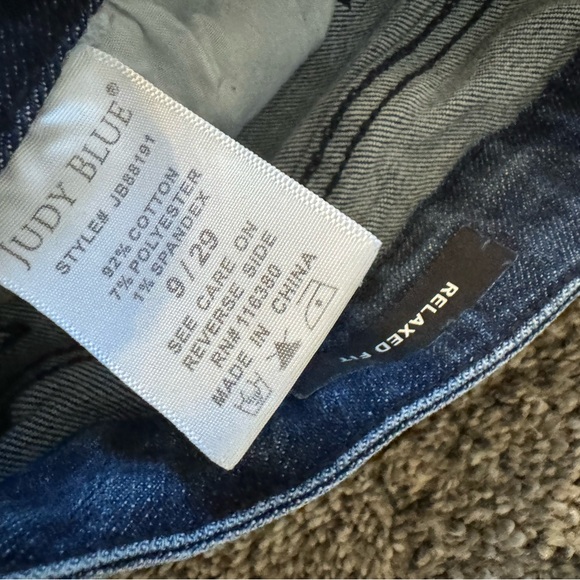 JUDY BLUE®
STYLE# JB88191
92% COTTON
7% POLYESTER
1% SPANDEX
9 / 29
SEE CARE ON
REVERSE SIDE
RN# 116380
MADE IN CHINA
RELAXED FIT